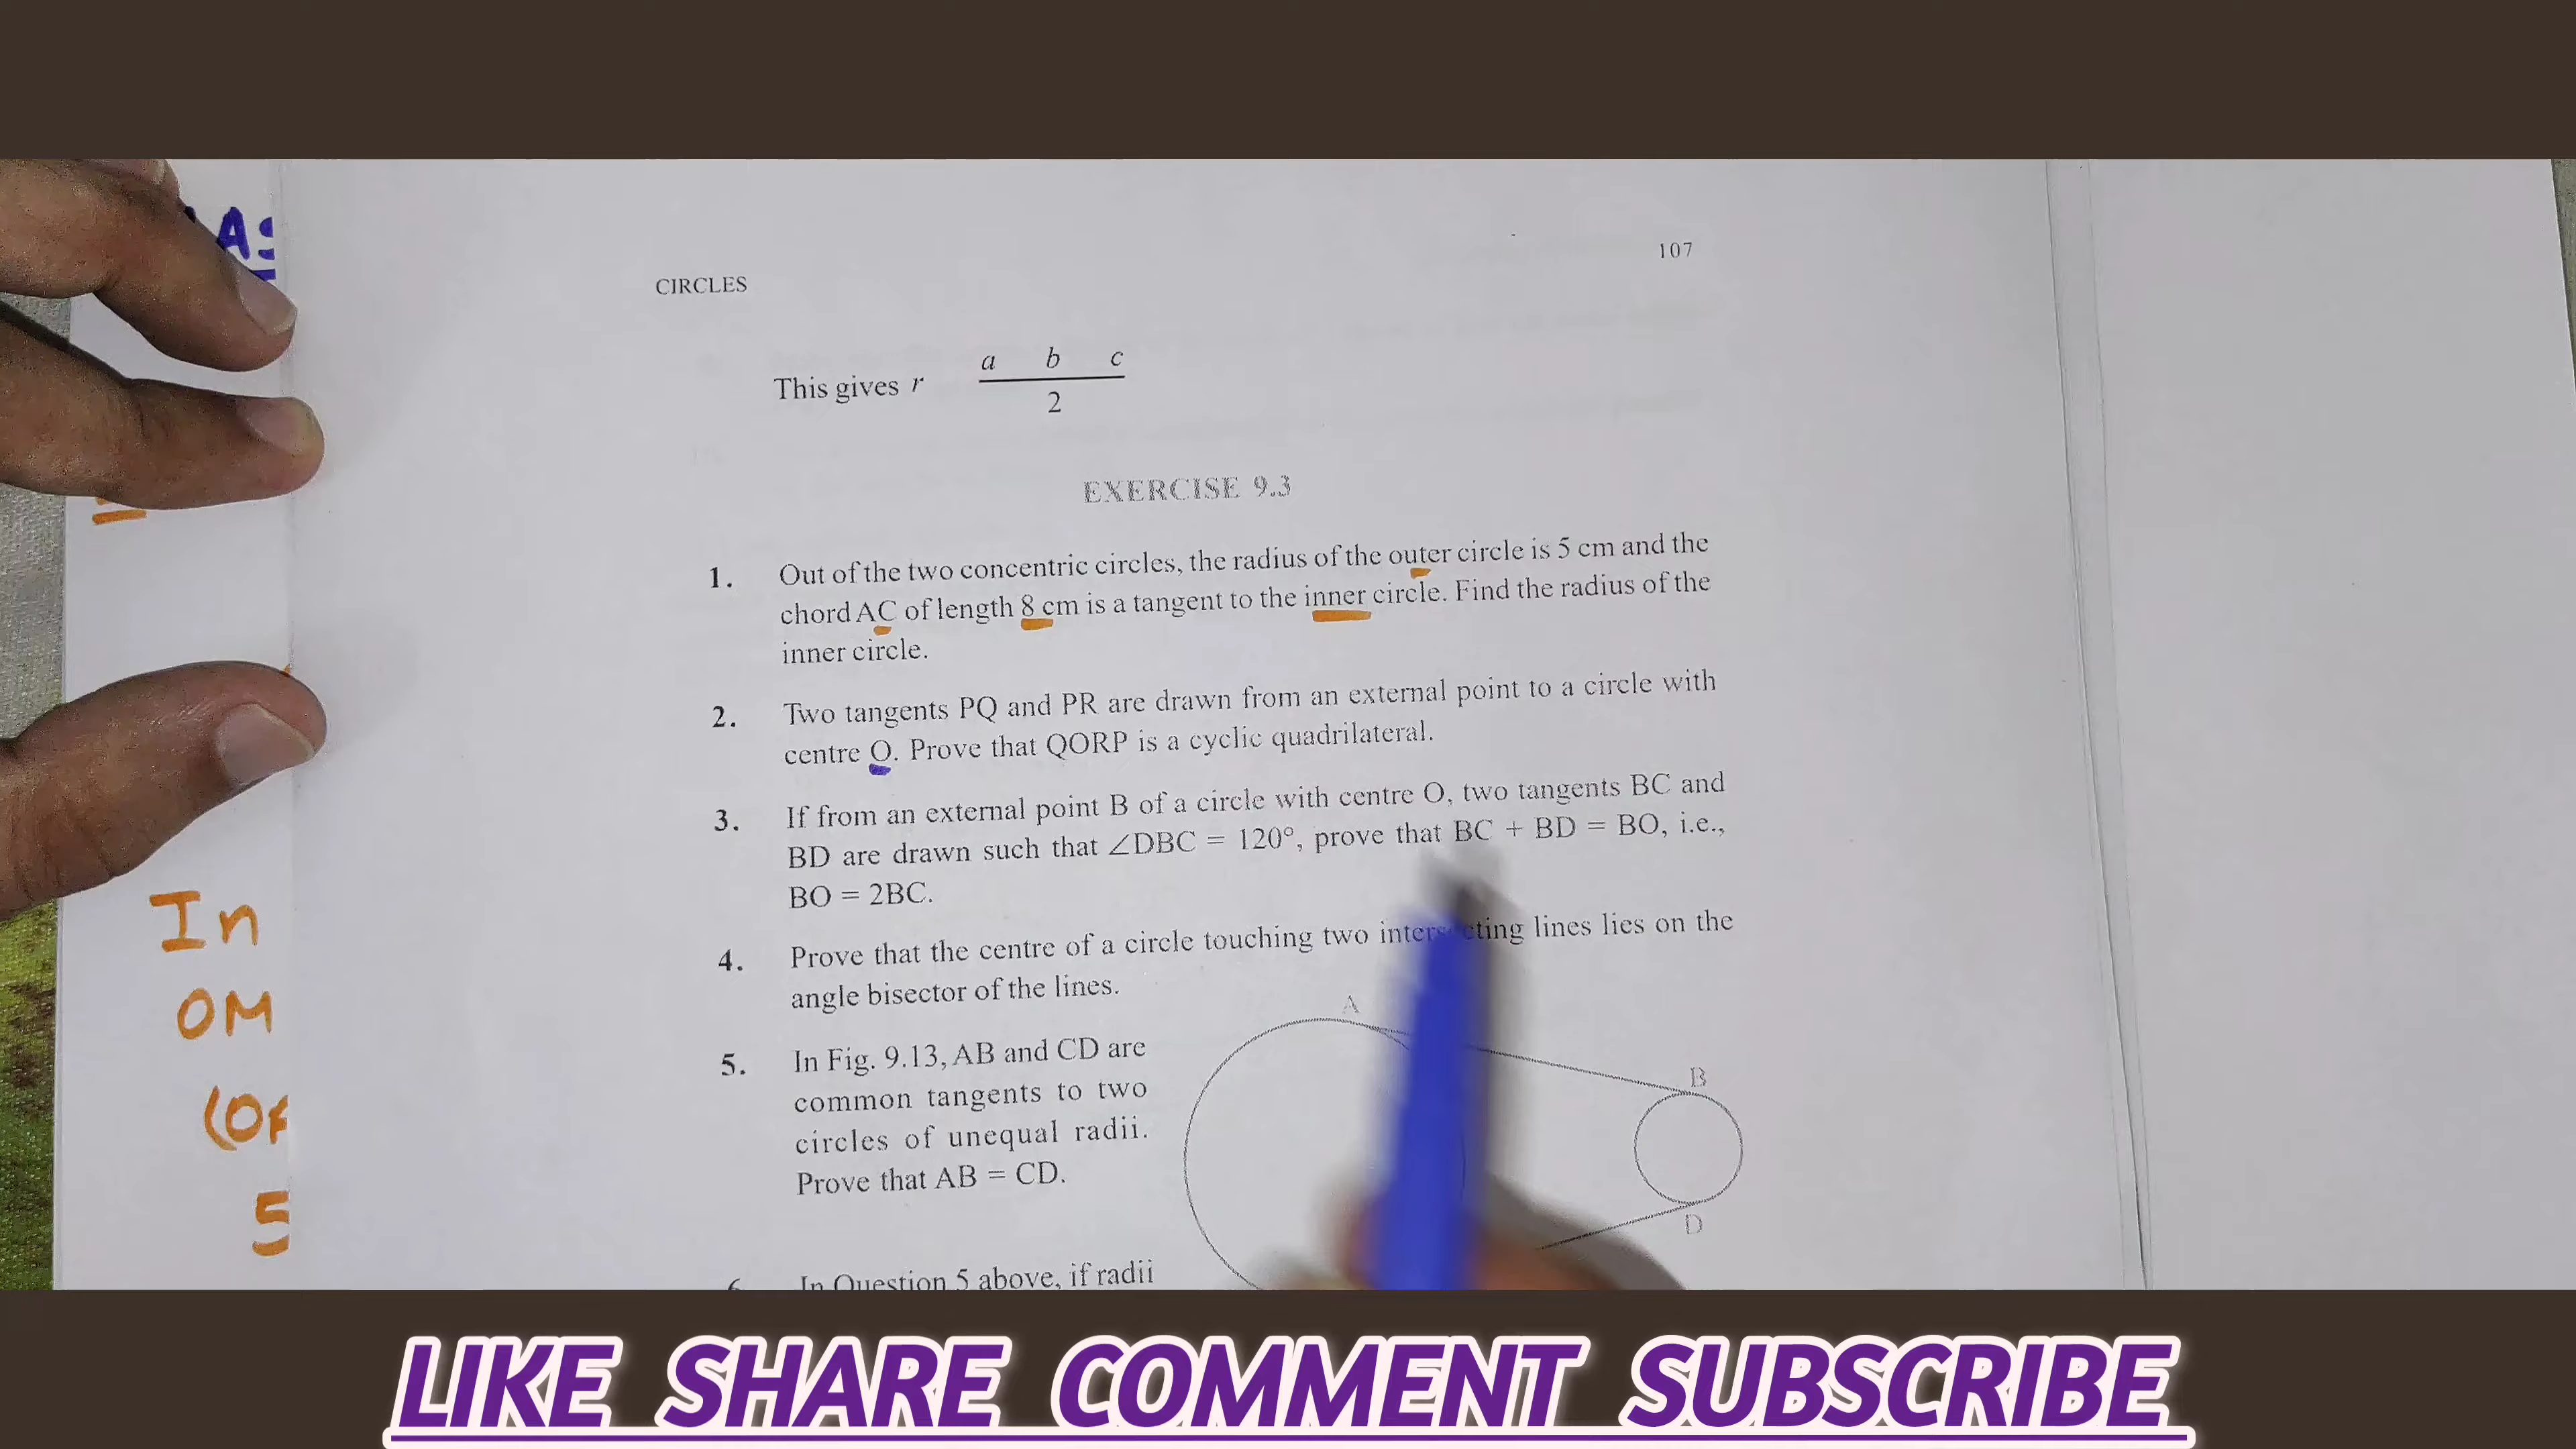 A:
107
CIRCLES
This gives r a b c
2
EXERCISE 9.3
1. Out of the two concentric circles, the radius of the outer circle is 5 cm and the
chord AC of length 8 cm is a tangent to the inner circle. Find the radius of the
inner circle.
2. Two tangents PQ and PR are drawn from an external point to a circle with
centre O. Prove that QORP is a cyclic quadrilateral.
3. If from an external point B of a circle with centre O, two tangents BC and
BD are drawn such that ∠DBC = 120°, prove that BC + BD = BO, i.e.,
BO = 2BC.
4. Prove that the centre of a circle touching two intersecting lines lies on the
angle bisector of the lines.
5. In Fig. 9.13, AB and CD are
common tangents to two
circles of unequal radii.
Prove that AB = CD.
A
B
D
In Question 5 above, if radii
In
OM
5
LIKE SHARE COMMENT SUBSCRIBE